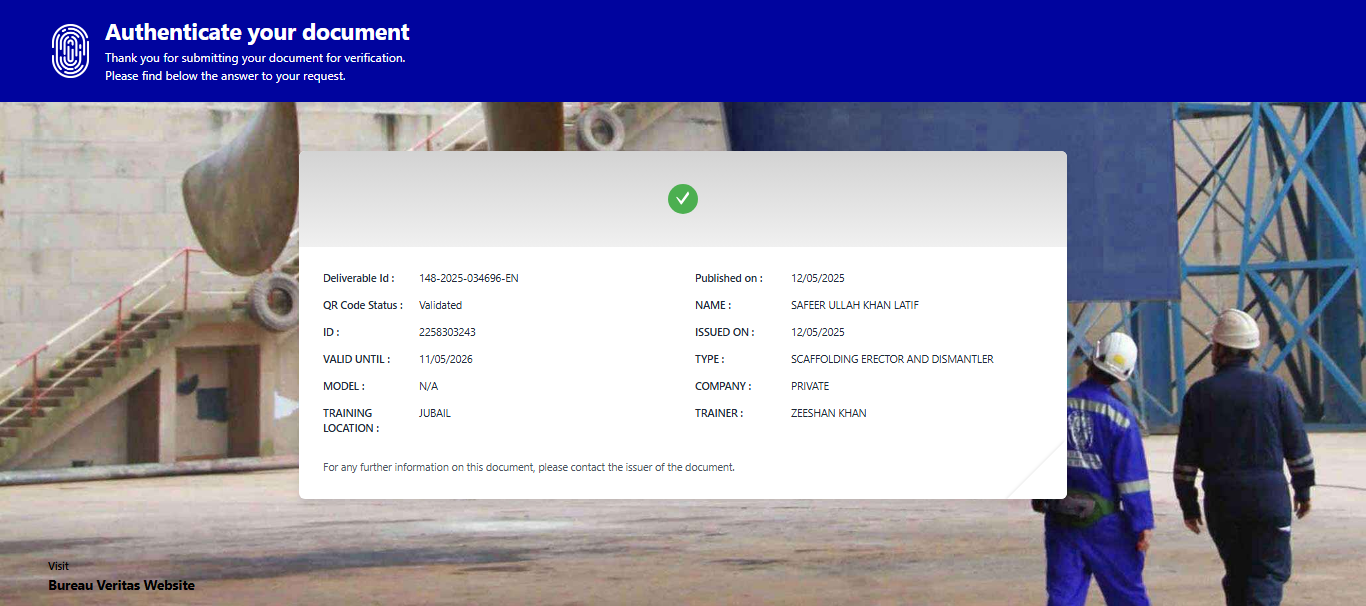 Authenticate your document
Thank you for submitting your document for verification.
Please find below the answer to your request.
Deliverable Id : 148-2025-034696-EN Published on : 12/05/2025
QR Code Status : Validated NAME : SAFEER ULLAH KHAN LATIF
ID : 2258303243 ISSUED ON : 12/05/2025
VALID UNTIL : 11/05/2026 TYPE : SCAFFOLDING ERECTOR AND DISMANTLER
MODEL : N/A COMPANY : PRIVATE
TRAINING LOCATION : JUBAIL TRAINER : ZEESHAN KHAN
For any further information on this document, please contact the issuer of the document.
Visit
Bureau Veritas Website